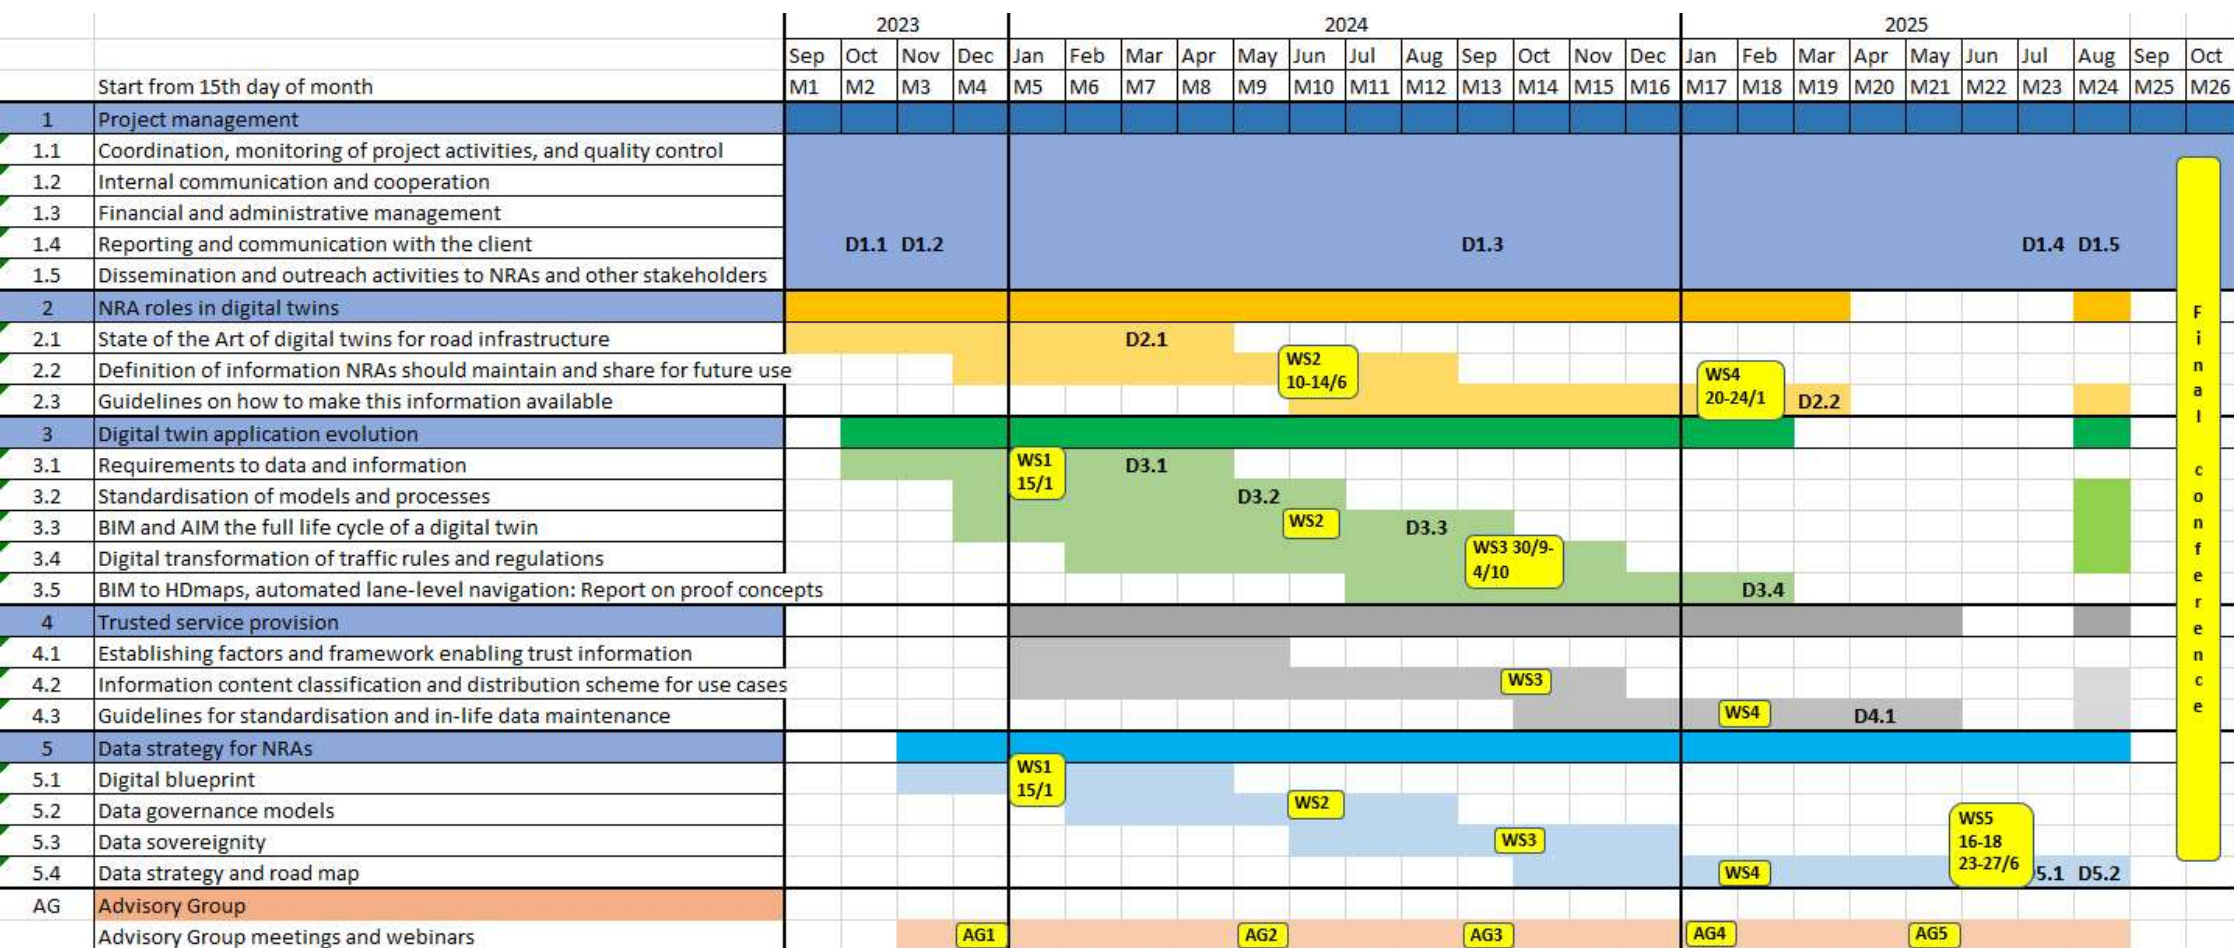 2023 2024 2025
Sep Oct Nov Dec Jan Feb Mar Apr May Jun Jul Aug Sep Oct Nov Dec Jan Feb Mar Apr May Jun Jul Aug Sep Oct
Start from 15th day of month M1 M2 M3 M4 M5 M6 M7 M8 M9 M10 M11 M12 M13 M14 M15 M16 M17 M18 M19 M20 M21 M22 M23 M24 M25 M26
1 Project management
1.1 Coordination, monitoring of project activities, and quality control
1.2 Internal communication and cooperation
1.3 Financial and administrative management
1.4 Reporting and communication with the client D1.1 D1.2 D1.3 D1.4 D1.5
1.5 Dissemination and outreach activities to NRAs and other stakeholders
2 NRA roles in digital twins
2.1 State of the Art of digital twins for road infrastructure D2.1
2.2 Definition of information NRAs should maintain and share for future use
WS2
10-14/6
WS4
20-24/1
2.3 Guidelines on how to make this information available D2.2
3 Digital twin application evolution
3.1 Requirements to data and information D3.1
WS1
15/1
3.2 Standardisation of models and processes D3.2
3.3 BIM and AIM the full life cycle of a digital twin WS2 D3.3
3.4 Digital transformation of traffic rules and regulations
WS3 30/9-
4/10
3.5 BIM to HDmaps, automated lane-level navigation: Report on proof concepts D3.4
4 Trusted service provision
4.1 Establishing factors and framework enabling trust information
4.2 Information content classification and distribution scheme for use cases WS3
4.3 Guidelines for standardisation and in-life data maintenance WS4 D4.1
5 Data strategy for NRAs
5.1 Digital blueprint
WS1
15/1
5.2 Data governance models WS2
5.3 Data sovereignity WS3
WS5
16-18
23-27/6
5.4 Data strategy and road map WS4 5.1 D5.2
AG Advisory Group
Advisory Group meetings and webinars AG1 AG2 AG3 AG4 AG5
Final conference